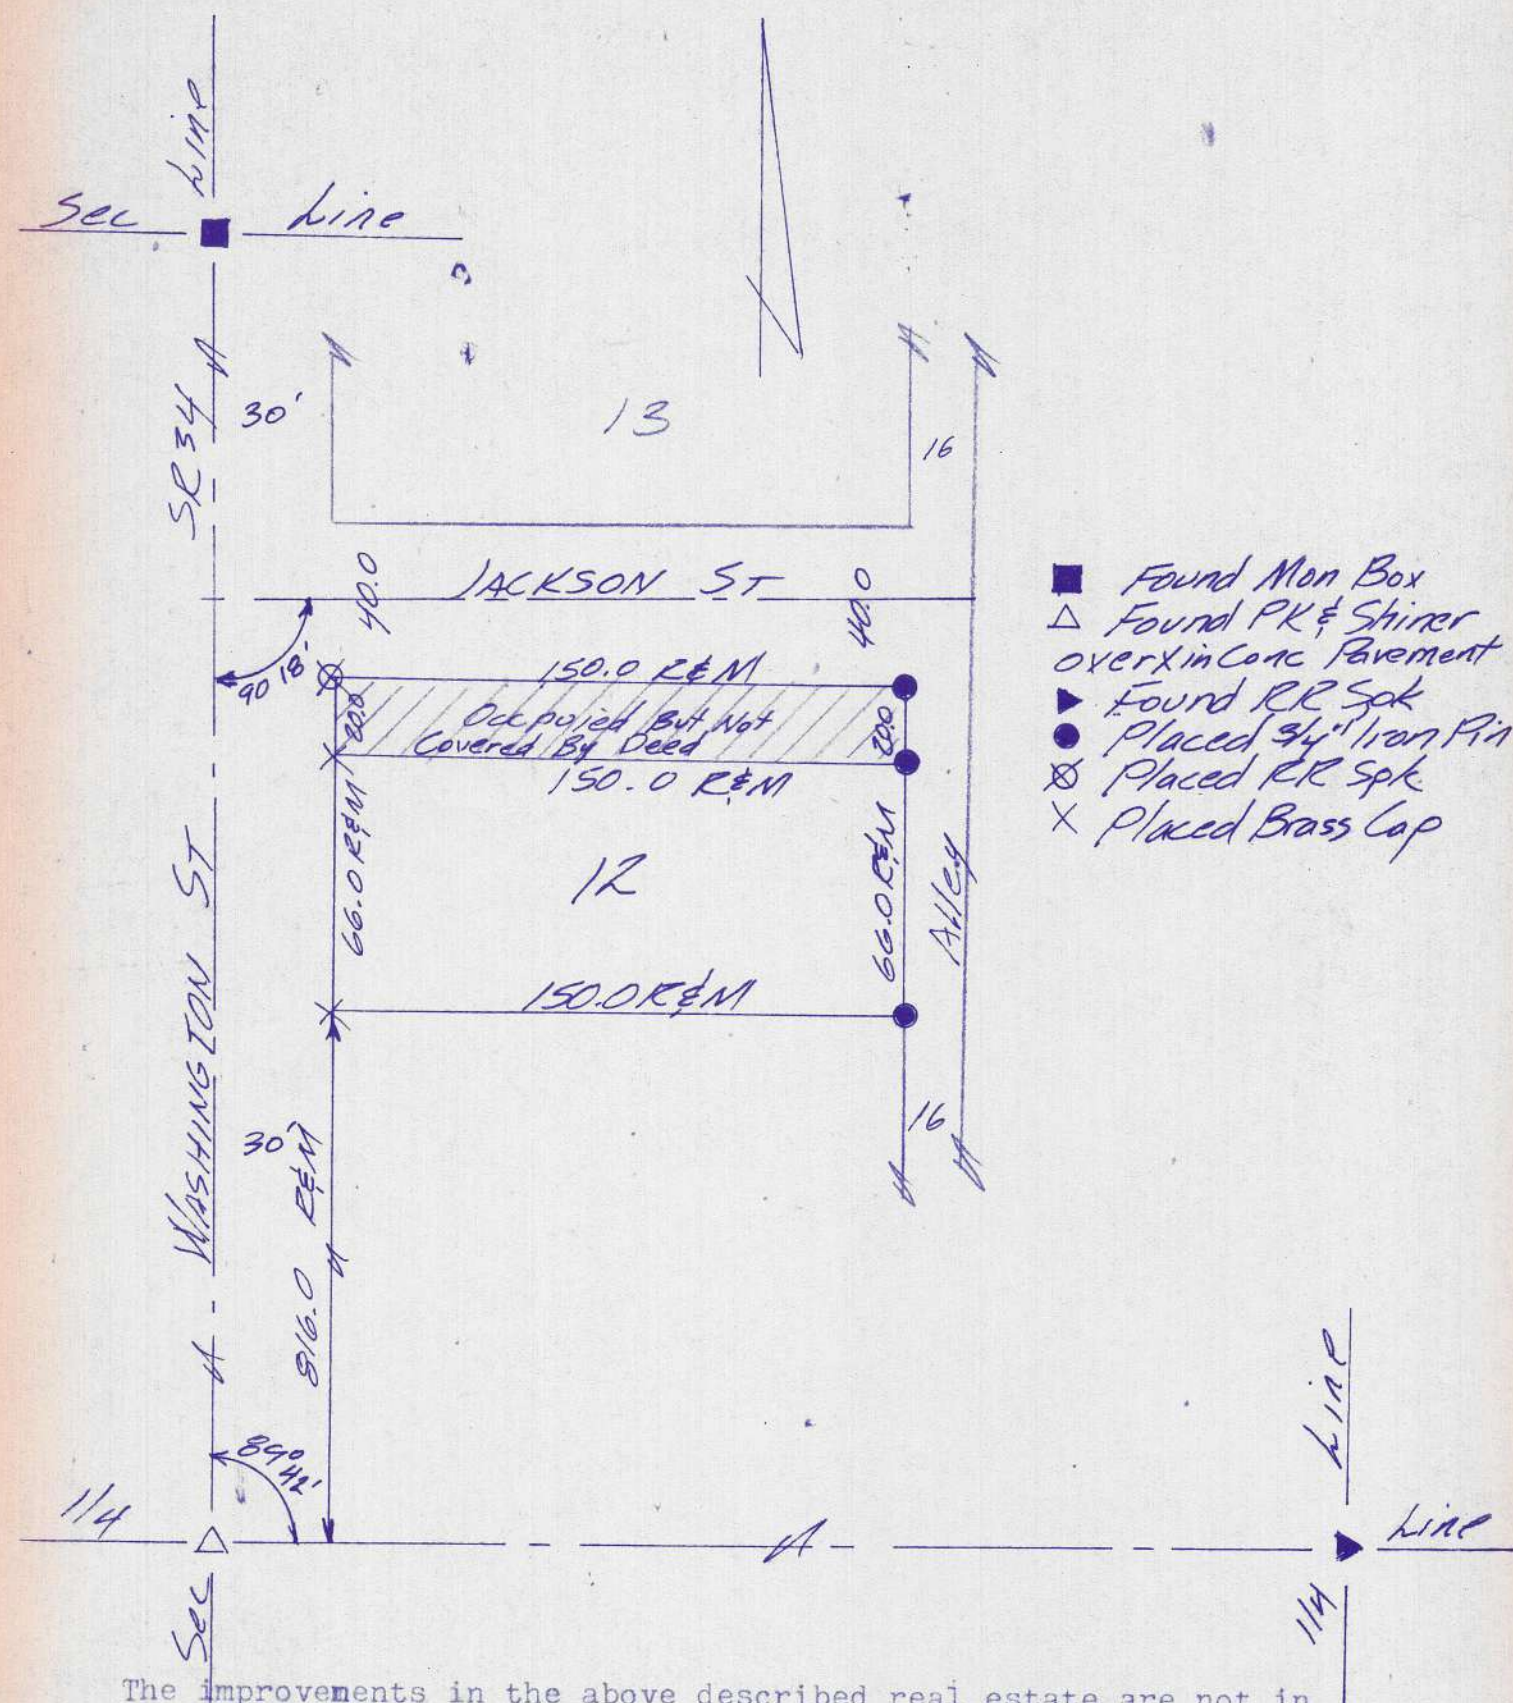 Line
Sec Line
SR 34
30'
13
16
40.0
JACKSON ST
40.0
90 18'
150.0 R&M
20.0
Occpuied But Not
Covered By Deed
20.0
150.0 R&M
66.0 R&M
12
66.0 R&M
Alley
150.0 R&M
WASHINGTON ST
30'
816.0 R&M
16
89° 42'
1/4
Sec
Line
Line
1/4
Found Mon Box
Found PK & Shiner
over X in Conc Pavement
Found RR Spk
Placed 3/4" Iron Pin
Placed RR Spk
X Placed Brass Cap
The improvements in the above described real estate are not in